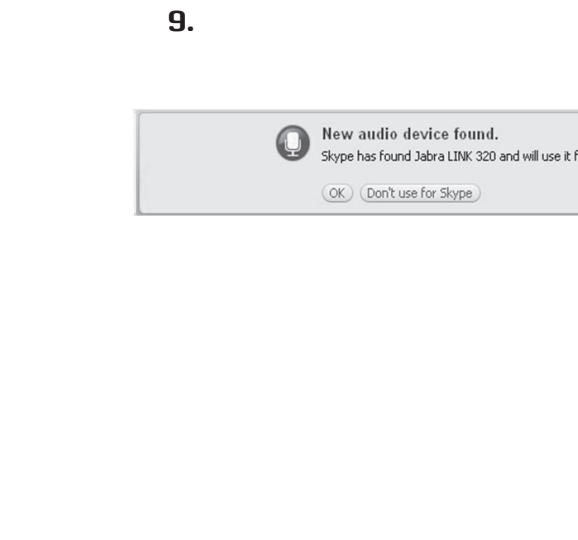 9.
New audio device found.
Skype has found Jabra LINK 320 and will use it f
OK Don't use for Skype